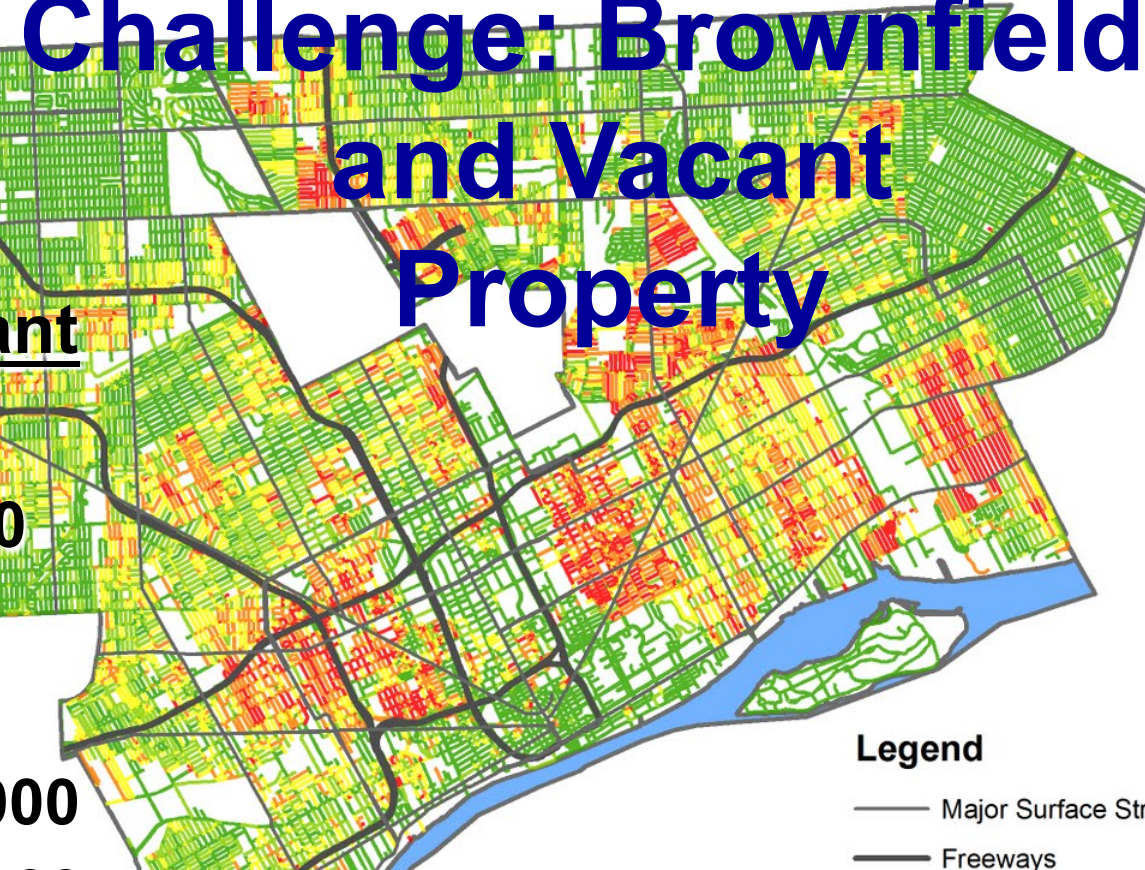 Challenge: Brownfield
and Vacant
Property
ant
0
000
Legend
Major Surface Str
Freeways